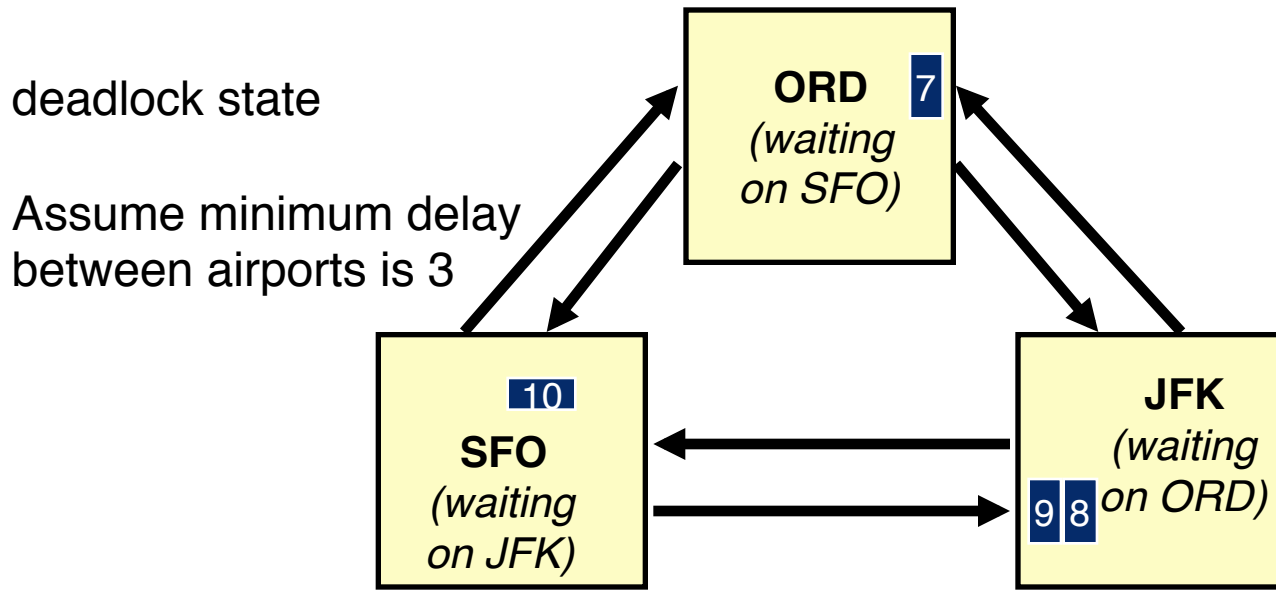 deadlock state
Assume minimum delay
between airports is 3
ORD
7
(waiting
on SFO)
10
SFO
(waiting
on JFK)
JFK
(waiting
on ORD)
9 8